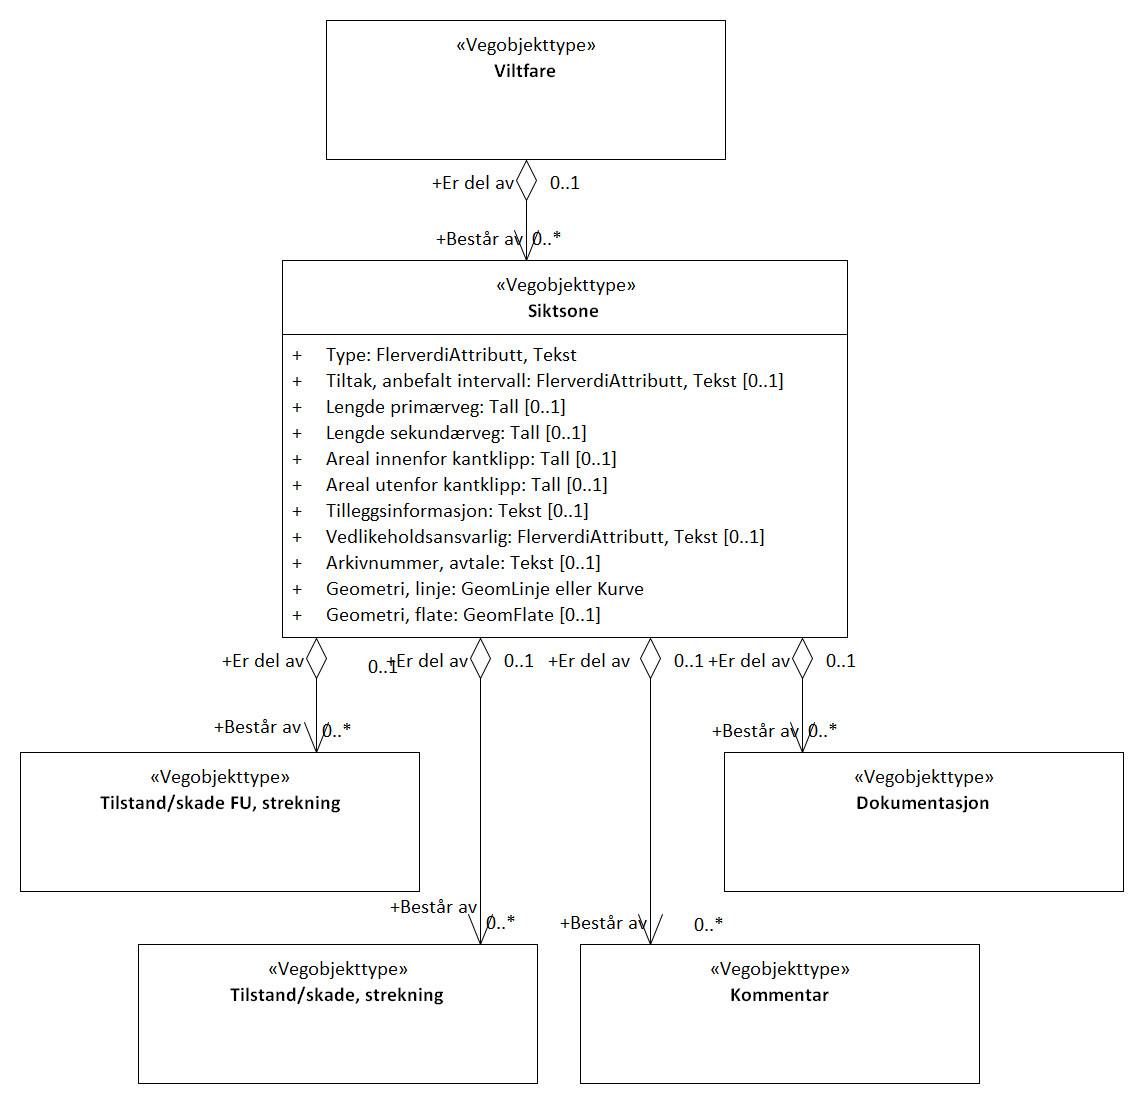 «Vegobjekttype»
Viltfare
+Er del av 0..1
+Består av 0..*
«Vegobjekttype»
Siktsone
+ Type: FlerverdiAttributt, Tekst
+ Tiltak, anbefalt intervall: FlerverdiAttributt, Tekst [0..1]
+ Lengde primærveg: Tall [0..1]
+ Lengde sekundærveg: Tall [0..1]
+ Areal innenfor kantklipp: Tall [0..1]
+ Areal utenfor kantklipp: Tall [0..1]
+ Tilleggsinformasjon: Tekst [0..1]
+ Vedlikeholdsansvarlig: FlerverdiAttributt, Tekst [0..1]
+ Arkivnummer, avtale: Tekst [0..1]
+ Geometri, linje: GeomLinje eller Kurve
+ Geometri, flate: GeomFlate [0..1]
+Er del av 0..1 +Er del av 0..1 +Er del av 0..1 +Er del av 0..1
+Består av 0..* +Består av 0..*
«Vegobjekttype» «Vegobjekttype»
Tilstand/skade FU, strekning Dokumentasjon
+Består av 0..* +Består av 0..*
«Vegobjekttype» «Vegobjekttype»
Tilstand/skade, strekning Kommentar